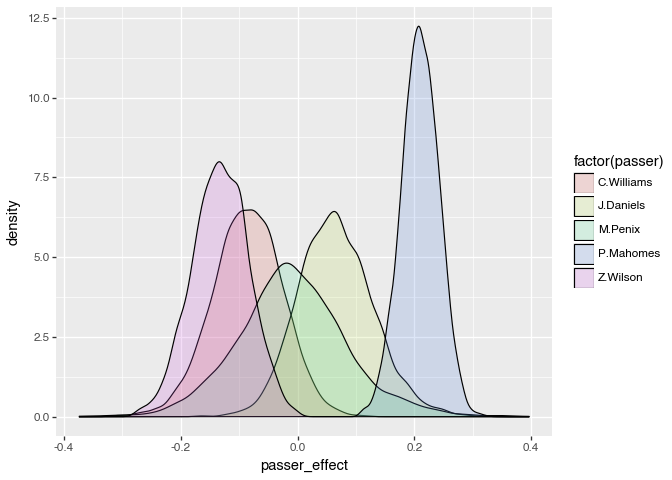 12.5
10.0
7.5
5.0
2.5
0.0
density
-0.4
-0.2
0.0
0.2
0.4
passer_effect
factor(passer)
C.Williams
J.Daniels
M.Penix
P.Mahomes
Z.Wilson